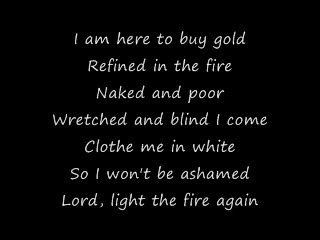 I am here to buy gold
Refined in the fire
Naked and poor
Wretched and blind I come
Clothe me in white
So I won't be ashamed
Lord, light the fire again